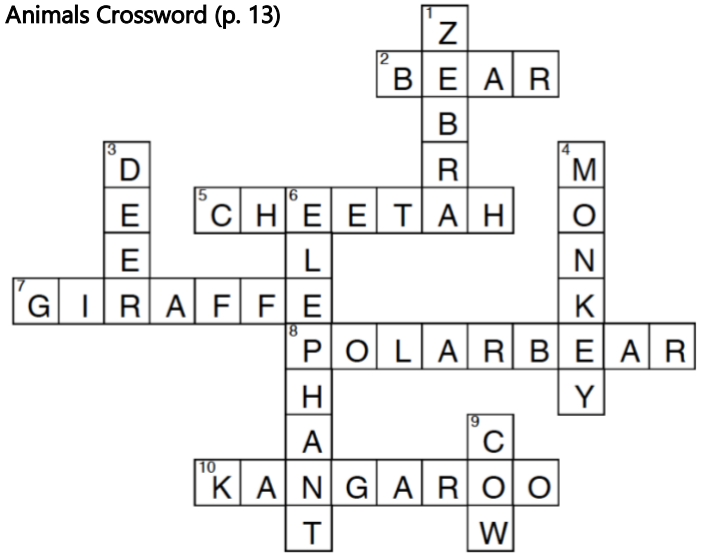 Animals Crossword (p. 13)
1 Z
2 B E A R
B
3 D R 4 M
E 5 C H 6 E E T A H O
E L N
7 G I R A F F E K
8 P O L A R B E A R
H Y
A 9 C
10 K A N G A R O O
T W